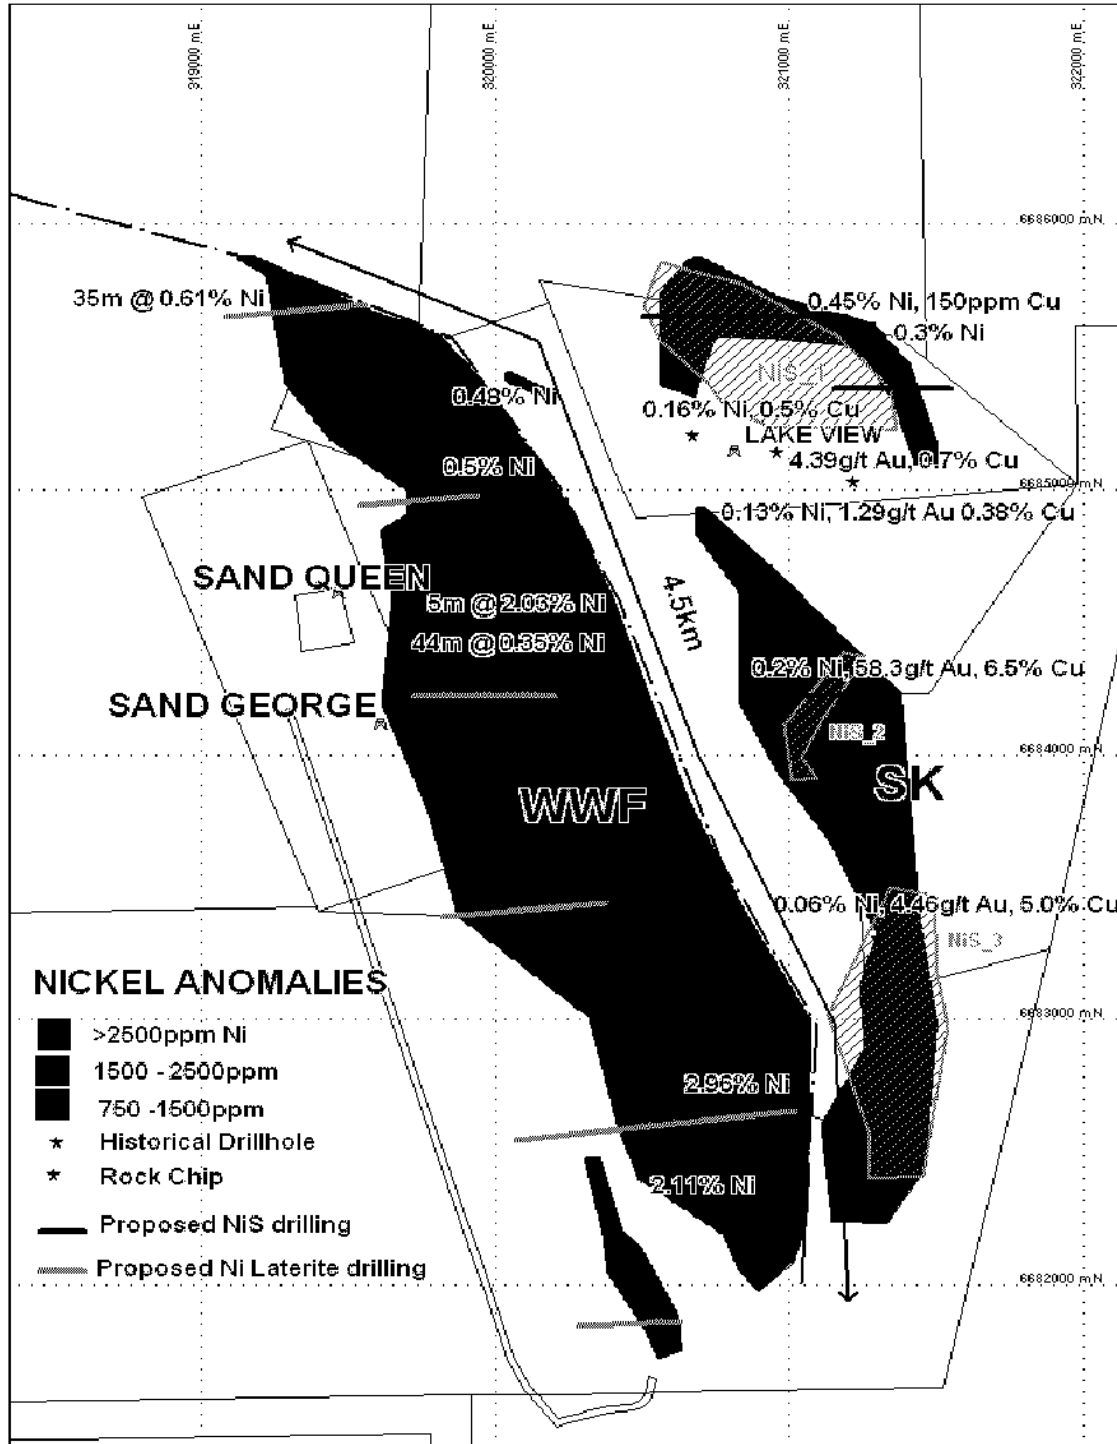 319000 mE
320000 mE
321000 mE
322000 mE
6686000 mN
35m @ 0.61% Ni
0.45% Ni, 150ppm Cu
0.3% Ni
NiS_1
0.48% Ni
0.16% Ni, 0.5% Cu
LAKE VIEW
0.5% Ni
4.39g/t Au, 0.7% Cu
6685000 mN
0.13% Ni, 1.29g/t Au 0.38% Cu
SAND QUEEN
5m @ 2.03% Ni
4.5km
44m @ 0.35% Ni
0.2% Ni, 58.3g/t Au, 6.5% Cu
SAND GEORGE
NiS_2
6684000 mN
SK
WWF
0.06% Ni, 4.46g/t Au, 5.0% Cu
NiS_3
NICKEL ANOMALIES
6683000 mN
>2500ppm Ni
1500 -2500ppm
750 -1500ppm
2.96% Ni
Historical Drillhole
Rock Chip
2.11% Ni
Proposed NiS drilling
Proposed Ni Laterite drilling
6682000 mN